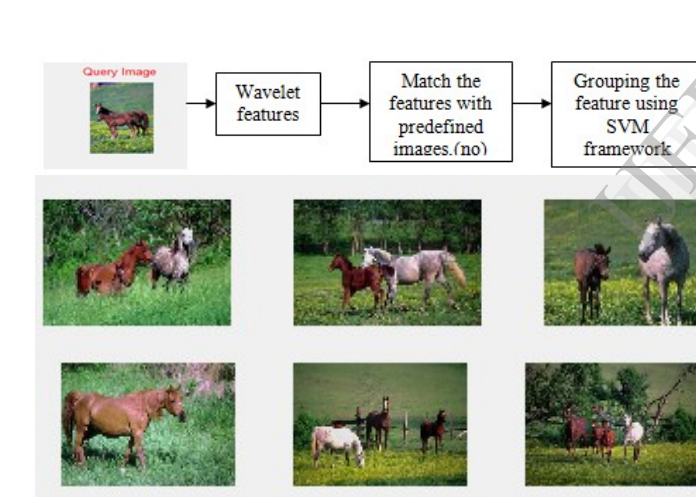 Query Image
Wavelet
features
Match the
features with
predefined
images.(no)
Grouping the
feature using
SVM
framework